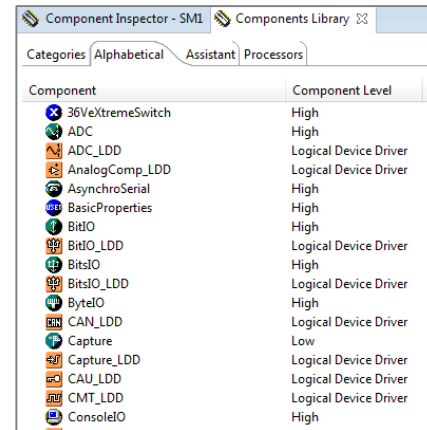 Component Inspector - SM1 Components Library
Categories Alphabetical Assistant Processors
Component Component Level
36VeXtremeSwitch High
ADC High
ADC_LDD Logical Device Driver
AnalogComp_LDD Logical Device Driver
AsynchroSerial High
USER BasicProperties High
BitIO High
BitIO_LDD Logical Device Driver
BitsIO High
BitsIO_LDD Logical Device Driver
ByteIO High
CAN CAN_LDD Logical Device Driver
Capture Low
Capture_LDD Logical Device Driver
CAU_LDD Logical Device Driver
CMT_LDD Logical Device Driver
ConsoleIO High